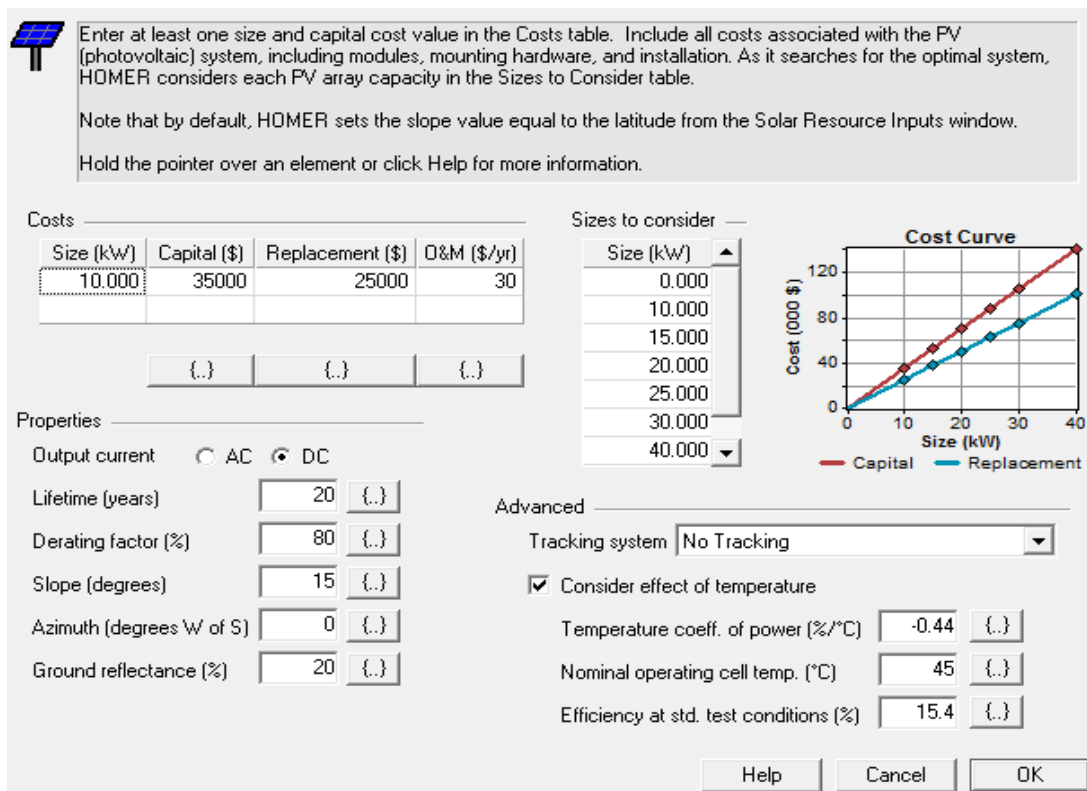 Enter at least one size and capital cost value in the Costs table.  Include all costs associated with the PV
(photovoltaic) system, including modules, mounting hardware, and installation. As it searches for the optimal system,
HOMER considers each PV array capacity in the Sizes to Consider table.
Note that by default, HOMER sets the slope value equal to the latitude from the Solar Resource Inputs window.
Hold the pointer over an element or click Help for more information.
Costs
Size (kW) Capital ($) Replacement ($) O&M ($/yr)
10.000 35000 25000 30
{..} {..} {..}
Sizes to consider
Size (kW)
0.000
10.000
15.000
20.000
25.000
30.000
40.000
Cost Curve
Cost (000 $)
120
80
40
0
0 10 20 30 40
Size (kW)
Capital Replacement
Properties
Output current AC DC
Lifetime (years) 20 {..}
Derating factor (%) 80 {..}
Slope (degrees) 15 {..}
Azimuth (degrees W of S) 0 {..}
Ground reflectance (%) 20 {..}
Advanced
Tracking system No Tracking
Consider effect of temperature
Temperature coeff. of power (%/°C) -0.44 {..}
Nominal operating cell temp. (°C) 45 {..}
Efficiency at std. test conditions (%) 15.4 {..}
Help Cancel OK